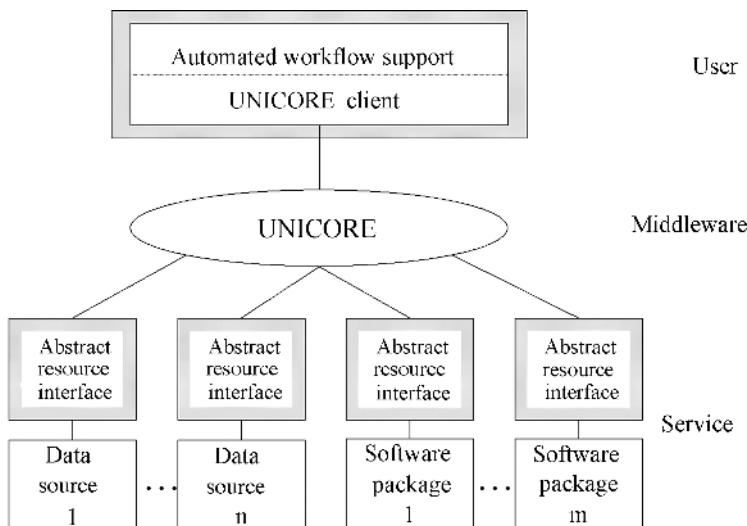 Automated workflow support
UNICORE client
User
UNICORE
Middleware
Abstract resource interface
Abstract resource interface
Abstract resource interface
Abstract resource interface
Service
Data source 1
...
Data source n
Software package 1
...
Software package m